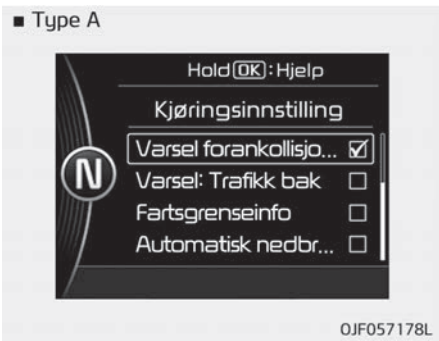 ■ Type A
Hold OK : Hjelp
Kjøringsinnstilling
Varsel forankollisjo...
Varsel: Trafikk bak
Fartsgrenseinfo
Automatisk nedbr...
N
OJF057178L